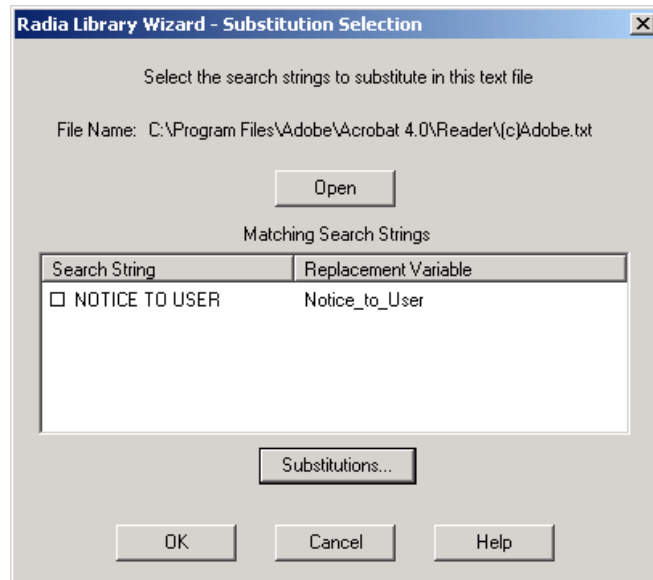 Radia Library Wizard - Substitution Selection
Select the search strings to substitute in this text file
File Name: C:\Program Files\Adobe\Acrobat 4.0\Reader\(c)Adobe.txt
Open
Matching Search Strings
Search String Replacement Variable
NOTICE TO USER Notice_to_User
Substitutions...
OK Cancel Help